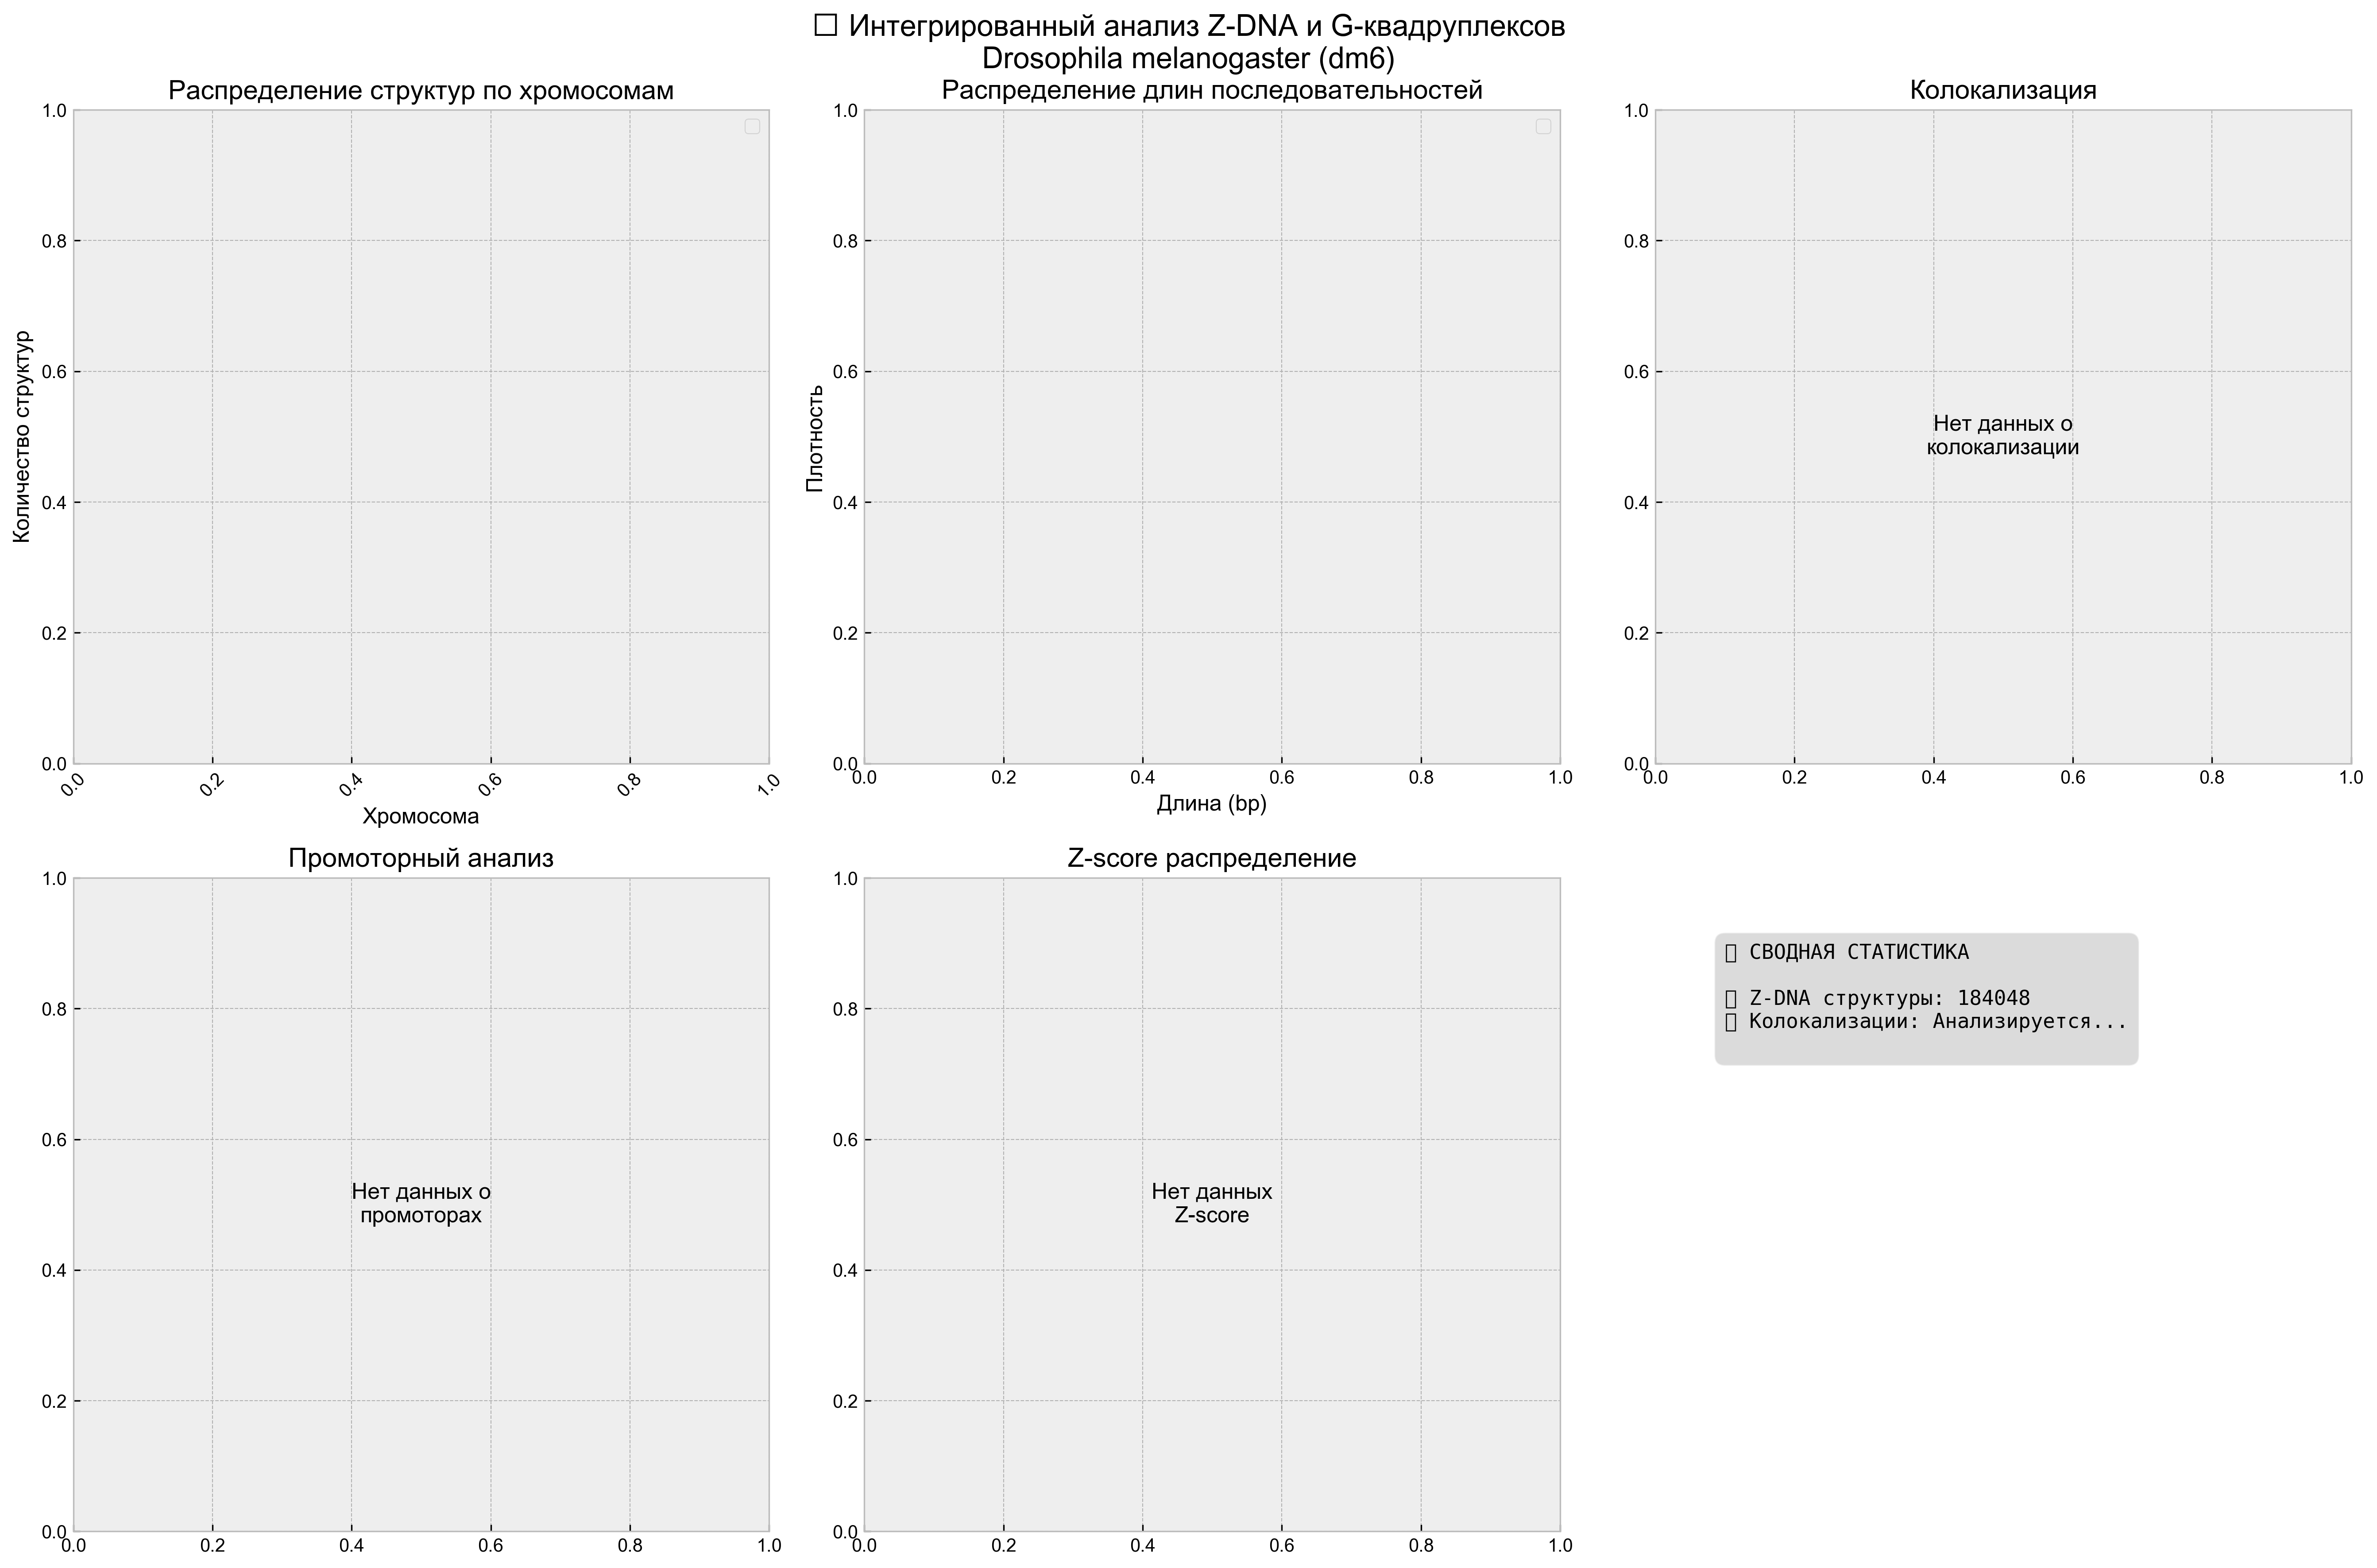 □ Интегрированный анализ Z-DNA и G-квадруплексов
Drosophila melanogaster (dm6)
Распределение структур по хромосомам
1.0
0.8
0.6
0.4
0.2
0.0
Количество структур
0.0 0.2 0.4 0.6 0.8 1.0
Хромосома
Распределение длин последовательностей
1.0
0.8
0.6
0.4
0.2
0.0
Плотность
0.0 0.2 0.4 0.6 0.8 1.0
Длина (bp)
Колокализация
1.0
0.8
0.6
0.4
0.2
0.0
Нет данных о
колокализации
0.0 0.2 0.4 0.6 0.8 1.0
Промоторный анализ
1.0
0.8
0.6
0.4
0.2
0.0
Нет данных о
промоторах
0.0 0.2 0.4 0.6 0.8 1.0
Z-score распределение
1.0
0.8
0.6
0.4
0.2
0.0
Нет данных
Z-score
0.0 0.2 0.4 0.6 0.8 1.0
▯ СВОДНАЯ СТАТИСТИКА
▯ Z-DNA структуры: 184048
▯ Колокализации: Анализируется...